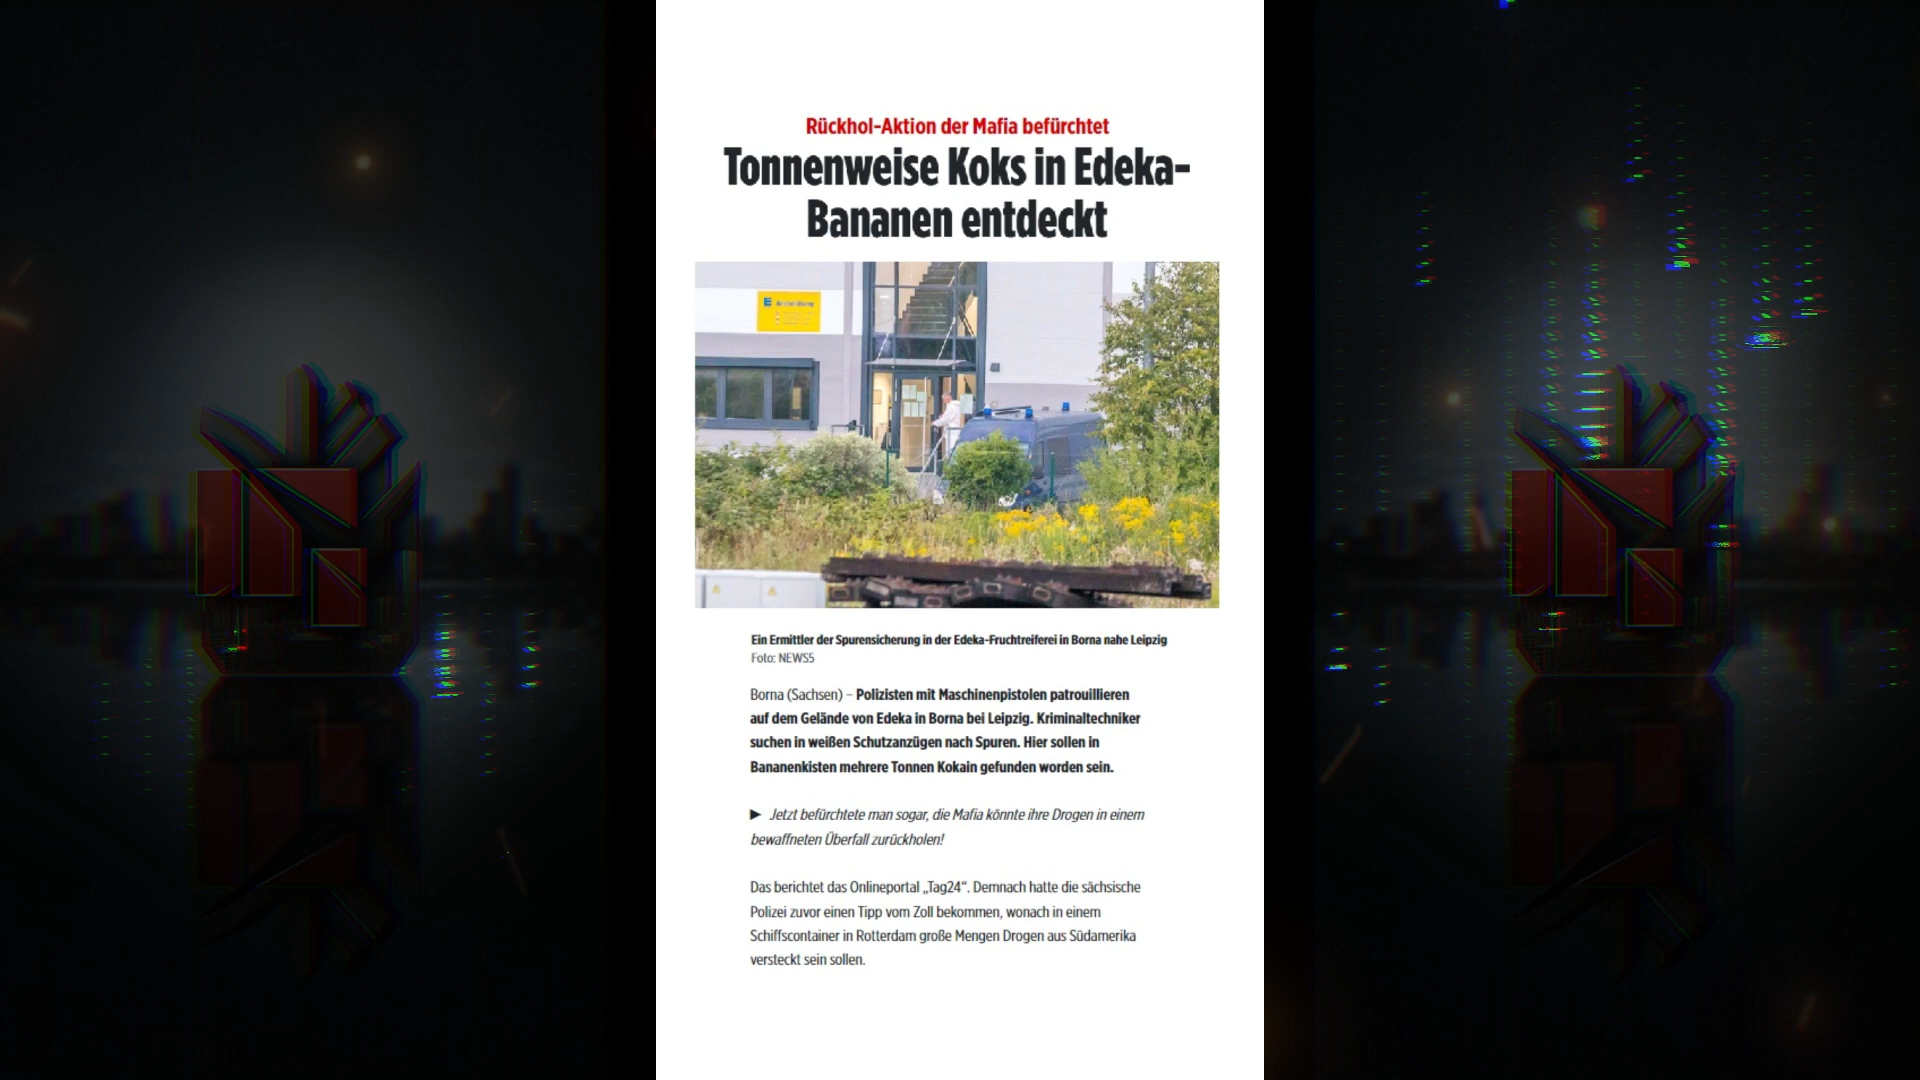 Rückhol-Aktion der Mafia befürchtet
Tonnenweise Koks in Edeka-
Bananen entdeckt
E
Ein Ermittler der Spurensicherung in der Edeka-Fruchtreiferei in Borna nahe Leipzig
Foto: NEWS5
Borna (Sachsen) – Polizisten mit Maschinenpistolen patrouillieren
auf dem Gelände von Edeka in Borna bei Leipzig. Kriminaltechniker
suchen in weißen Schutzanzügen nach Spuren. Hier sollen in
Bananenkisten mehrere Tonnen Kokain gefunden worden sein.
► Jetzt befürchtete man sogar, die Mafia könnte ihre Drogen in einem
bewaffneten Überfall zurückholen!
Das berichtet das Onlineportal „Tag24“. Demnach hatte die sächsische
Polizei zuvor einen Tipp vom Zoll bekommen, wonach in einem
Schiffscontainer in Rotterdam große Mengen Drogen aus Südamerika
versteckt sein sollen.